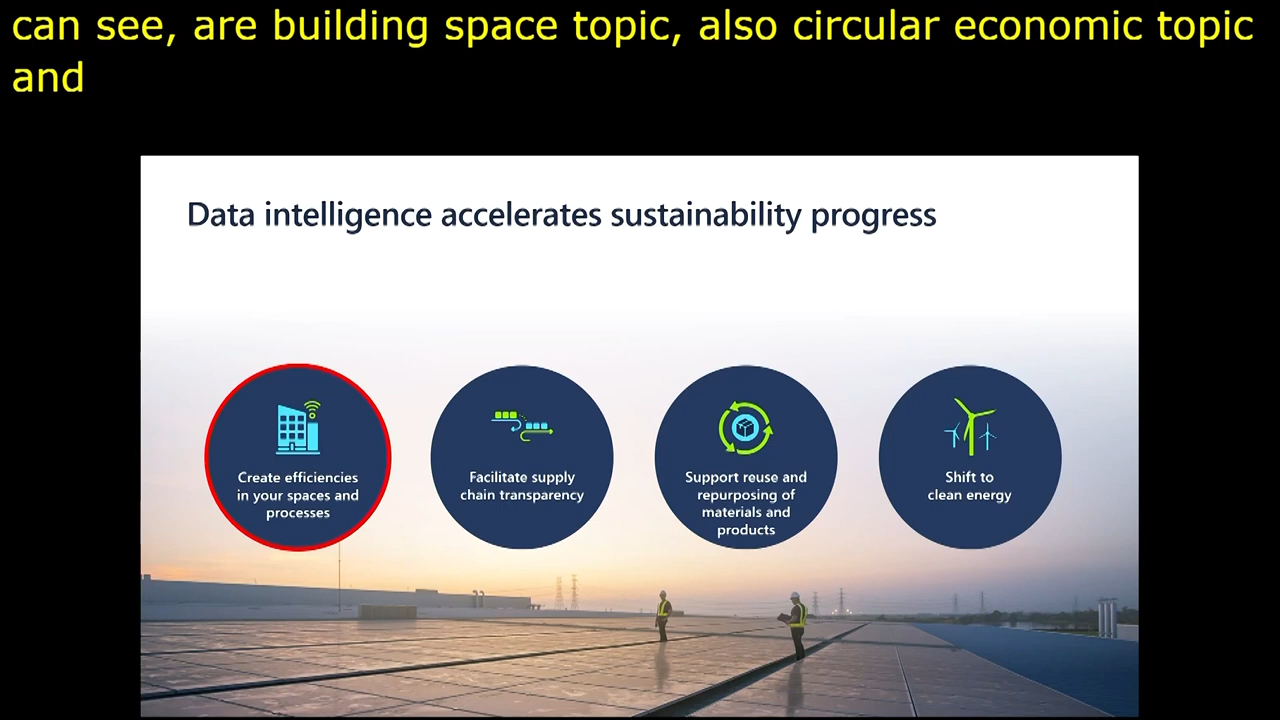 can see, are building space topic, also circular economic topic
and
Data intelligence accelerates sustainability progress
Create efficiencies
in your spaces and
processes
Facilitate supply
chain transparency
Support reuse and
repurposing of
materials and
products
Shift to
clean energy